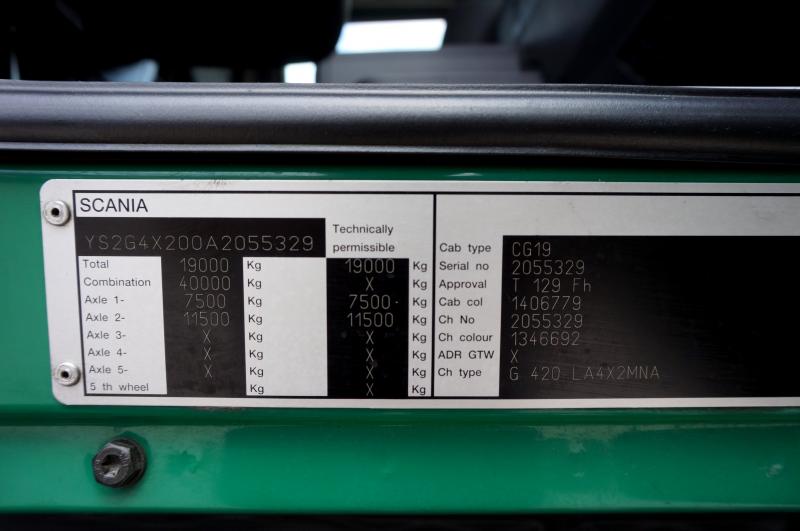 SCANIA
YS2G4X200A2055329
Technically
permissible
Total 19000 Kg 19000 Kg
Combination 40000 Kg X Kg
Axle 1- 7500 Kg 7500 Kg
Axle 2- 11500 Kg 11500 Kg
Axle 3- X Kg X Kg
Axle 4- X Kg X Kg
Axle 5- X Kg X Kg
5 th wheel Kg X Kg
Cab type CG19
Serial no 2055329
Approval T 129 Fh
Cab col 1406779
Ch No 2055329
Ch colour 1346692
ADR GTW X
Ch type G 420 LA4X2MNA